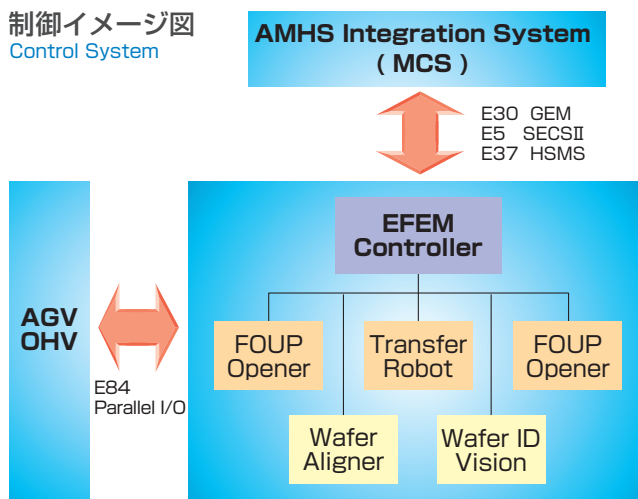 制御イメージ図
Control System
AMHS Integration System
( MCS )
E30 GEM
E5 SECSⅡ
E37 HSMS
EFEM
Controller
AGV
OHV
E84
Parallel I/O
FOUP
Opener
Transfer
Robot
FOUP
Opener
Wafer
Aligner
Wafer ID
Vision